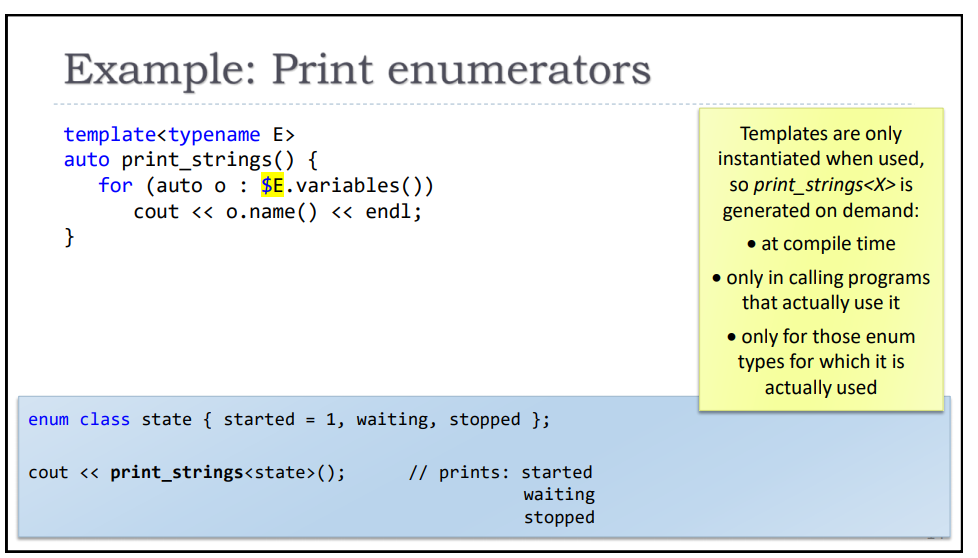 Example: Print enumerators
template<typename E>
auto print_strings() {
for (auto o : $E.variables())
cout << o.name() << endl;
}
Templates are only
instantiated when used,
so print_strings<X> is
generated on demand:
• at compile time
• only in calling programs
that actually use it
• only for those enum
types for which it is
actually used
enum class state { started = 1, waiting, stopped };
cout << print_strings<state>(); // prints: started
waiting
stopped